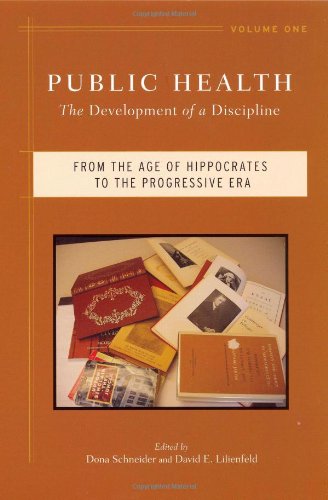 VOLUME ONE
PUBLIC HEALTH
The Development of a Discipline
FROM THE AGE OF HIPPOCRATES
TO THE PROGRESSIVE ERA
Edited by
Dona Schneider and David E. Lilienfeld